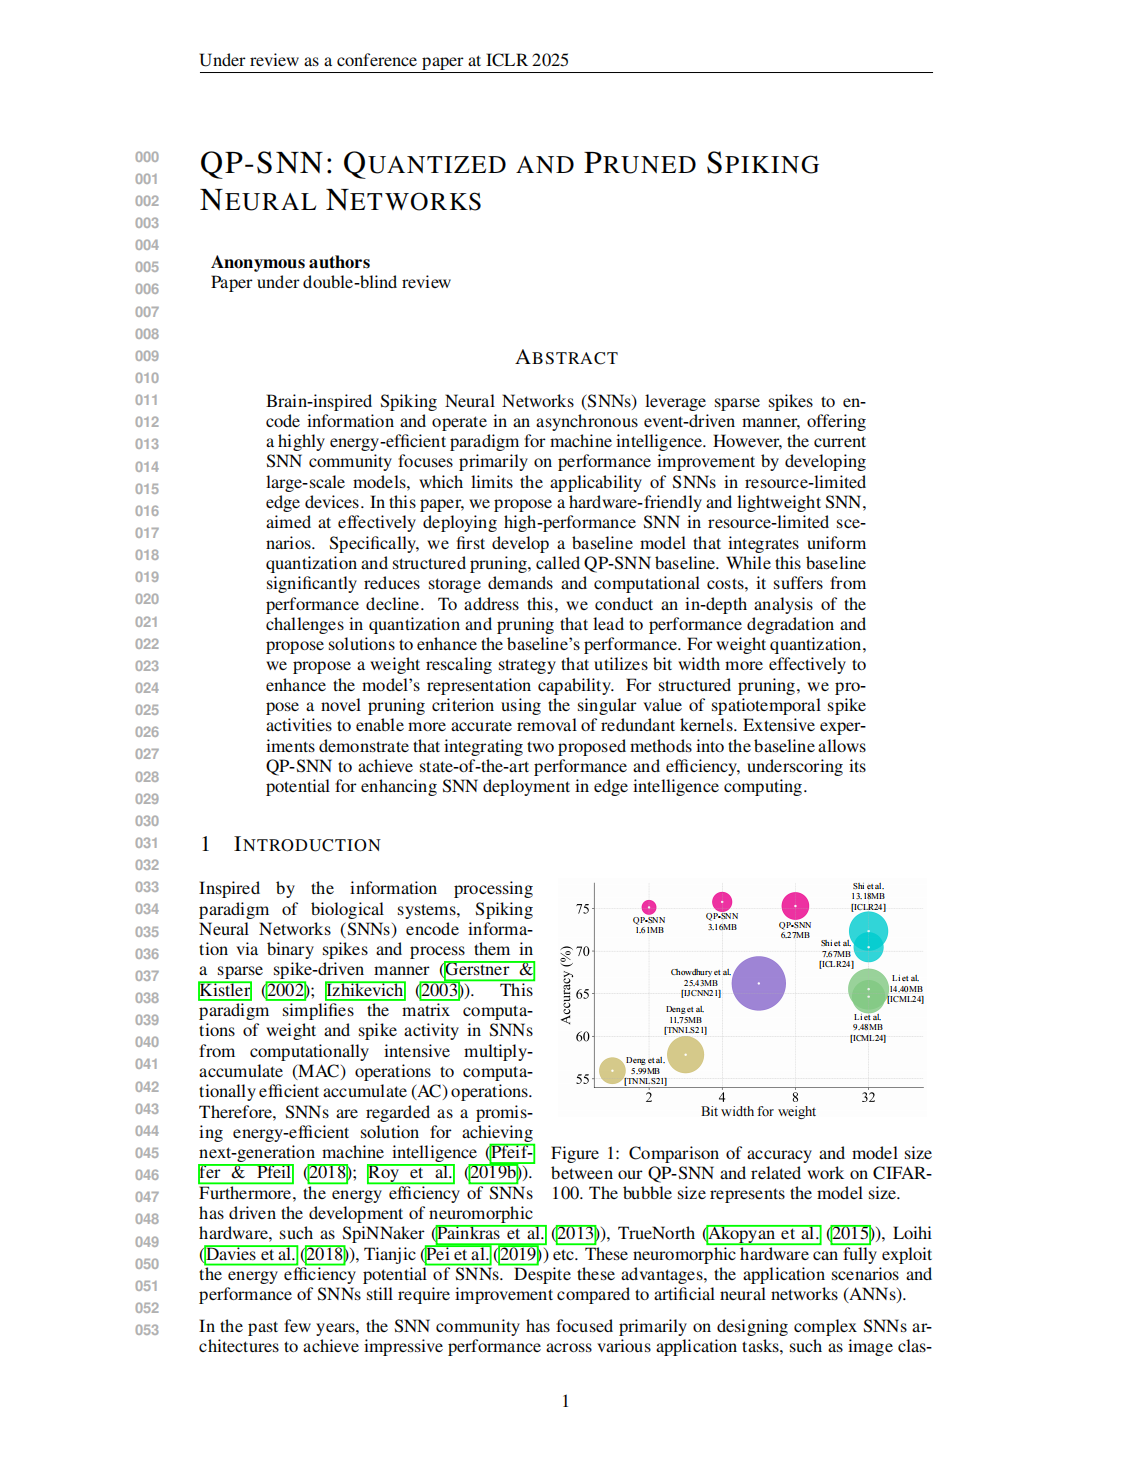 Under review as a conference paper at ICLR 2025
000
001
002
003
004
005
006
007
008
009
010
011
012
013
014
015
016
017
018
019
020
021
022
023
024
025
026
027
028
029
030
031
032
033
034
035
036
037
038
039
040
041
042
043
044
045
046
047
048
049
050
051
052
053
QP-SNN: QUANTIZED AND PRUNED SPIKING
NEURAL NETWORKS
Anonymous authors
Paper under double-blind review
ABSTRACT
Brain-inspired Spiking Neural Networks (SNNs) leverage sparse spikes to en-
code information and operate in an asynchronous event-driven manner, offering
a highly energy-efficient paradigm for machine intelligence. However, the current
SNN community focuses primarily on performance improvement by developing
large-scale models, which limits the applicability of SNNs in resource-limited
edge devices. In this paper, we propose a hardware-friendly and lightweight SNN,
aimed at effectively deploying high-performance SNN in resource-limited sce-
narios. Specifically, we first develop a baseline model that integrates uniform
quantization and structured pruning, called QP-SNN baseline. While this baseline
significantly reduces storage demands and computational costs, it suffers from
performance decline. To address this, we conduct an in-depth analysis of the
challenges in quantization and pruning that lead to performance degradation and
propose solutions to enhance the baseline's performance. For weight quantization,
we propose a weight rescaling strategy that utilizes bit width more effectively to
enhance the model's representation capability. For structured pruning, we pro-
pose a novel pruning criterion using the singular value of spatiotemporal spike
activities to enable more accurate removal of redundant kernels. Extensive exper-
iments demonstrate that integrating two proposed methods into the baseline allows
QP-SNN to achieve state-of-the-art performance and efficiency, underscoring its
potential for enhancing SNN deployment in edge intelligence computing.
1 INTRODUCTION
Inspired by the information processing
paradigm of biological systems, Spiking
Neural Networks (SNNs) encode informa-
tion via binary spikes and process them in
a sparse spike-driven manner (Gerstner &
Kistler (2002); Izhikevich (2003)). This
paradigm simplifies the matrix computa-
tions of weight and spike activity in SNNs
from computationally intensive multiply-
accumulate (MAC) operations to computa-
tionally efficient accumulate (AC) operations.
Therefore, SNNs are regarded as a promis-
ing energy-efficient solution for achieving
next-generation machine intelligence (Pfeif-
fer & Pfeil (2018); Roy et al. (2019b)).
Furthermore, the energy efficiency of SNNs
has driven the development of neuromorphic
hardware, such as SpiNNaker (Painkras et al. (2013)), TrueNorth (Akopyan et al. (2015)), Loihi
(Davies et al. (2018)), Tianjic (Pei et al. (2019)) etc. These neuromorphic hardware can fully exploit
the energy efficiency potential of SNNs. Despite these advantages, the application scenarios and
performance of SNNs still require improvement compared to artificial neural networks (ANNs).
Accuracy (%)
75
70
65
60
55
2
4
8
32
Bit width for weight
QP-SNN
1.61MB
QP-SNN
3.16MB
QP-SNN
6.27MB
Shi et al.
13.18MB
[ICLR24]
Shi et al.
7.67MB
[ICLR24]
Chowdhury et al.
25.43MB
[IJCNN21]
Li et al.
14.40MB
[ICML24]
Li et al.
9.48MB
[ICML24]
Deng et al.
11.75MB
[TNNLS21]
Deng et al.
5.99MB
[TNNLS21]
Figure 1: Comparison of accuracy and model size
between our QP-SNN and related work on CIFAR-
100. The bubble size represents the model size.
In the past few years, the SNN community has focused primarily on designing complex SNNs ar-
chitectures to achieve impressive performance across various application tasks, such as image clas-
1